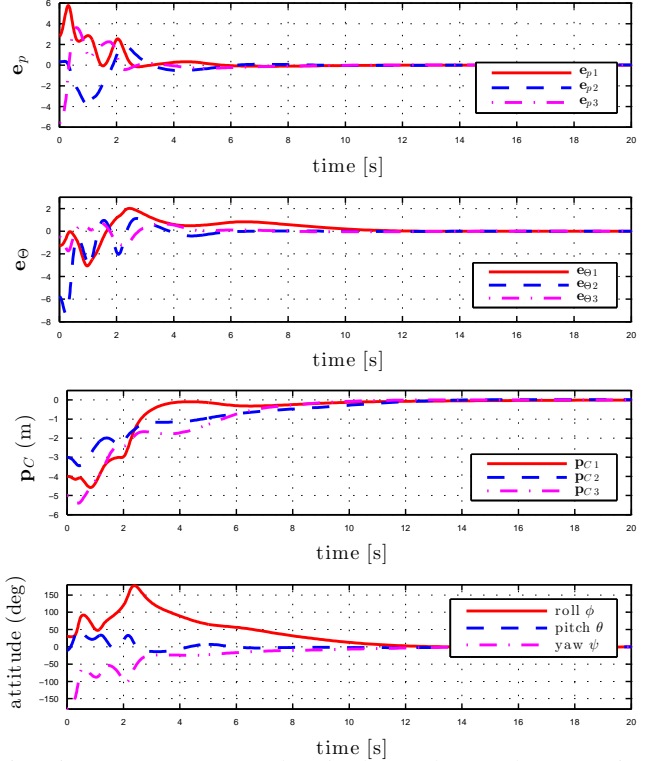 6
4
2
0
−2
−4
−6
e_p
0 2 4 6 8 10 12 14 16 18 20
time [s]
e_p1
e_p2
e_p3
2
0
−2
−4
−6
−8
e_Θ
0 2 4 6 8 10 12 14 16 18 20
time [s]
e_Θ1
e_Θ2
e_Θ3
0
−1
−2
−3
−4
−5
−6
p_C (m)
0 2 4 6 8 10 12 14 16 18 20
time [s]
p_C1
p_C2
p_C3
150
100
50
0
−50
−100
−150
attitude (deg)
0 2 4 6 8 10 12 14 16 18 20
time [s]
roll ϕ
pitch θ
yaw ψ